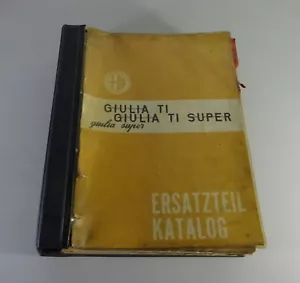 GIULIA TI
GIULIA TI SUPER
giulia super
ERSATZTEIL
KATALOG